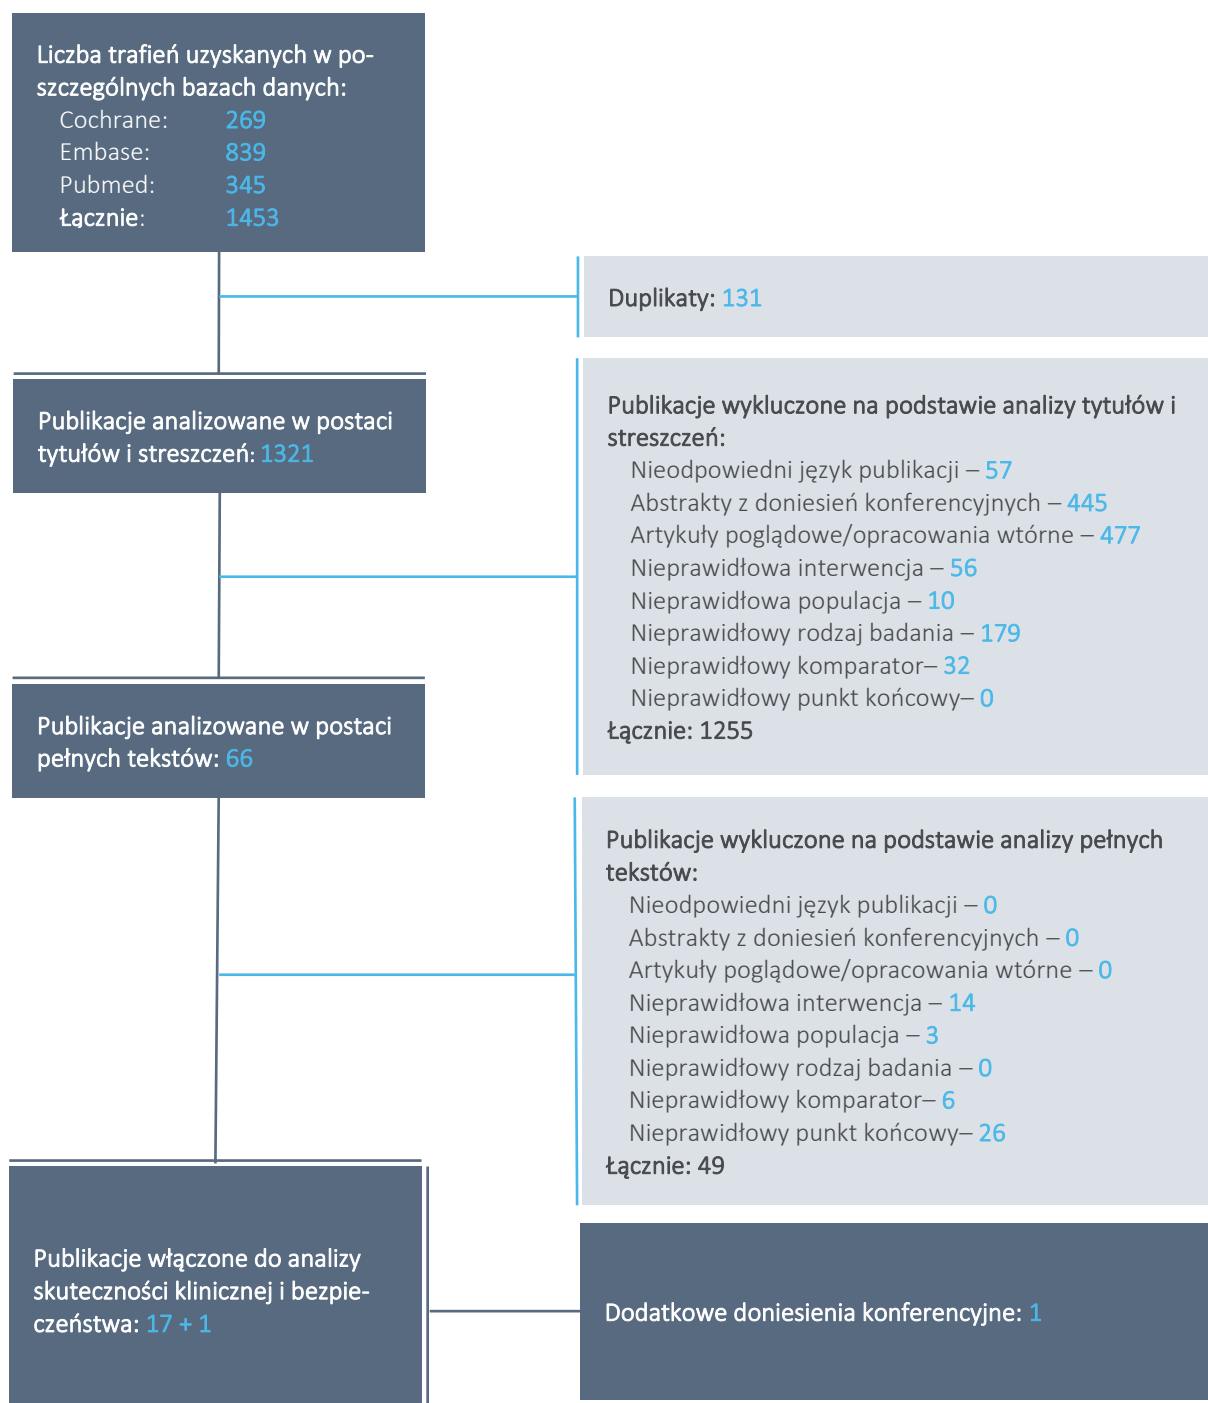 Liczba trafień uzyskanych w po-
szczególnych bazach danych:
Cochrane: 269
Embase: 839
Pubmed: 345
Łącznie: 1453
Duplikaty: 131
Publikacje analizowane w postaci
tytułów i streszczeń: 1321
Publikacje wykluczone na podstawie analizy tytułów i
streszczeń:
Nieodpowiedni język publikacji – 57
Abstrakty z doniesień konferencyjnych – 445
Artykuły poglądowe/opracowania wtórne – 477
Nieprawidłowa interwencja – 56
Nieprawidłowa populacja – 10
Nieprawidłowy rodzaj badania – 179
Nieprawidłowy komparator– 32
Nieprawidłowy punkt końcowy– 0
Łącznie: 1255
Publikacje analizowane w postaci
pełnych tekstów: 66
Publikacje wykluczone na podstawie analizy pełnych
tekstów:
Nieodpowiedni język publikacji – 0
Abstrakty z doniesień konferencyjnych – 0
Artykuły poglądowe/opracowania wtórne – 0
Nieprawidłowa interwencja – 14
Nieprawidłowa populacja – 3
Nieprawidłowy rodzaj badania – 0
Nieprawidłowy komparator– 6
Nieprawidłowy punkt końcowy– 26
Łącznie: 49
Publikacje włączone do analizy
skuteczności klinicznej i bezpie-
czeństwa: 17 + 1
Dodatkowe doniesienia konferencyjne: 1